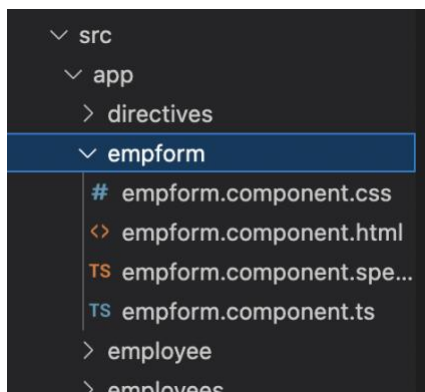 src
app
directives
empform
# empform.component.css
<> empform.component.html
TS empform.component.spe...
TS empform.component.ts
employee
employees